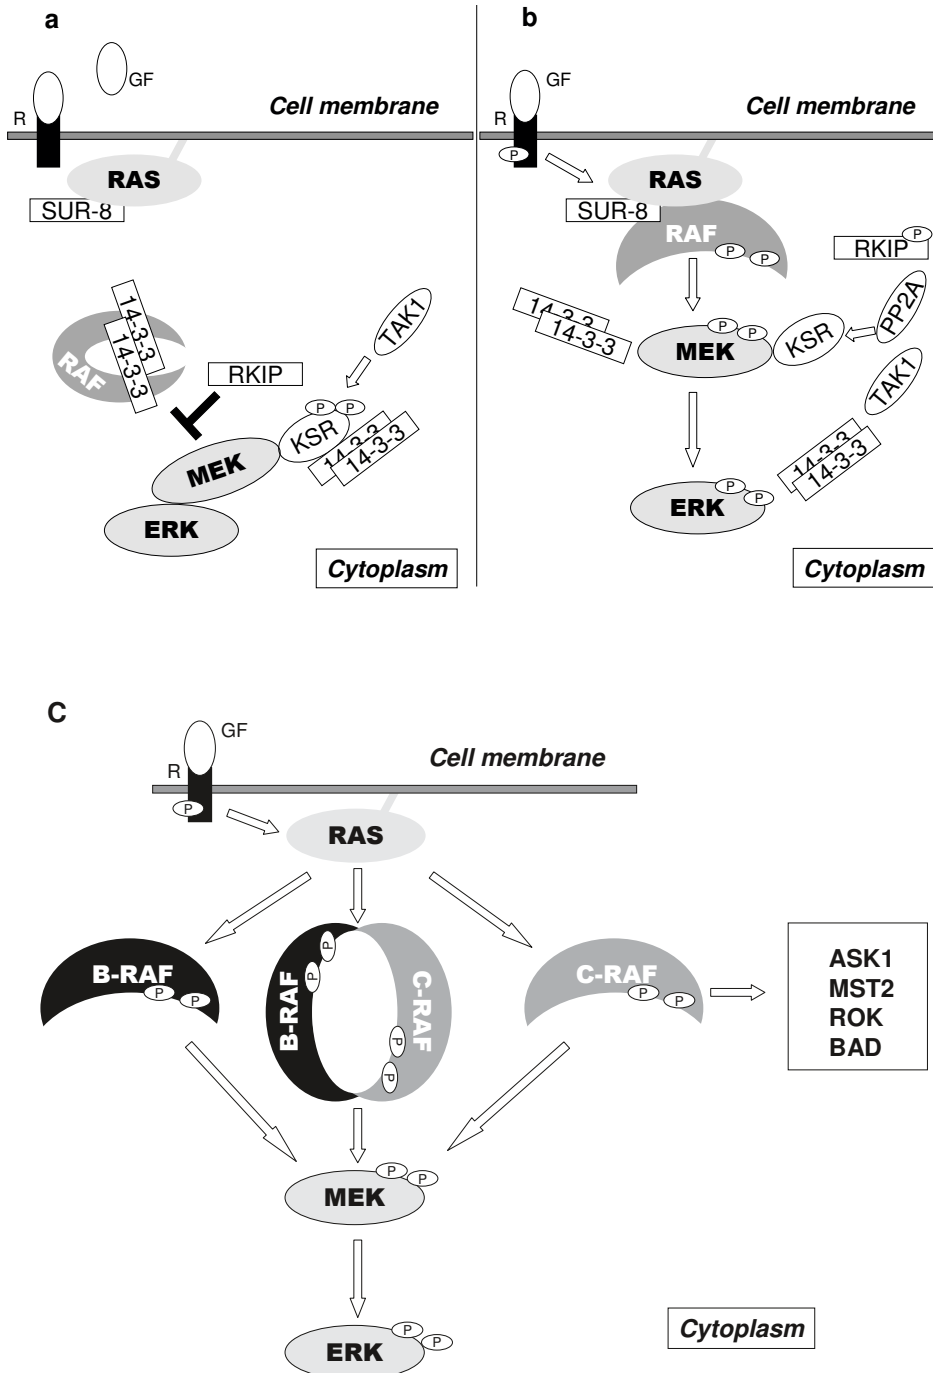 a
GF
R
Cell membrane
RAS
SUR-8
14-3-3
14-3-3
RAF
TAK1
RKIP
P P
KSR
14-3-3
14-3-3
MEK
ERK
Cytoplasm
b
GF
R
Cell membrane
P
RAS
SUR-8
RAF
P P
P
RKIP
PP2A
14-3-3
14-3-3
P P
MEK
KSR
TAK1
14-3-3
14-3-3
P P
ERK
Cytoplasm
C
GF
R
Cell membrane
P
RAS
B-RAF
P P
B-RAF
P
P
C-RAF
P
P
C-RAF
P P
ASK1
MST2
ROK
BAD
P P
MEK
P P
ERK
Cytoplasm